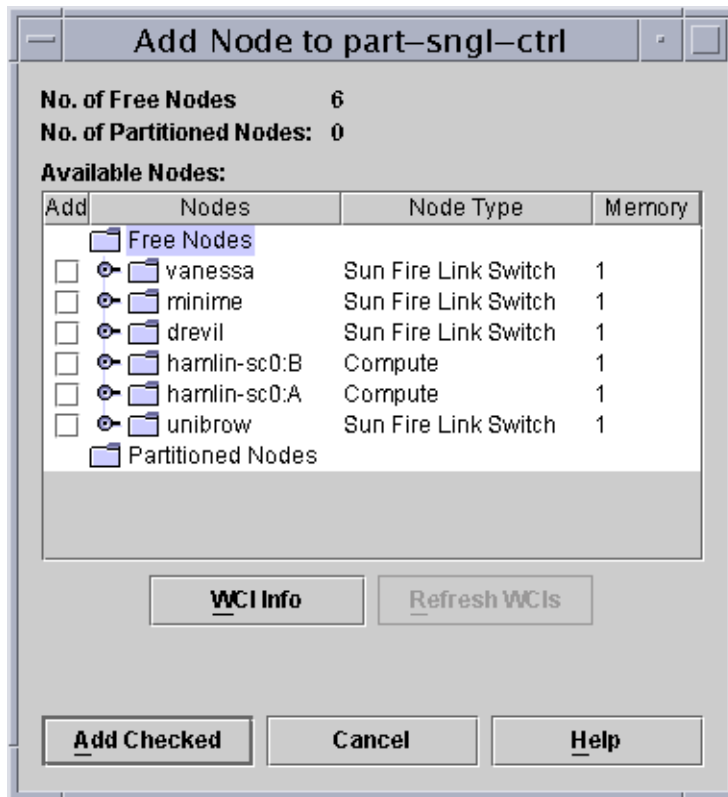 Add Node to part-sngl-ctrl
No. of Free Nodes 6
No. of Partitioned Nodes: 0
Available Nodes:
Add Nodes Node Type Memory
Free Nodes
vanessa Sun Fire Link Switch 1
minime Sun Fire Link Switch 1
drevil Sun Fire Link Switch 1
hamlin-sc0:B Compute 1
hamlin-sc0:A Compute 1
unibrow Sun Fire Link Switch 1
Partitioned Nodes
WCI Info Refresh WCIs
Add Checked Cancel Help